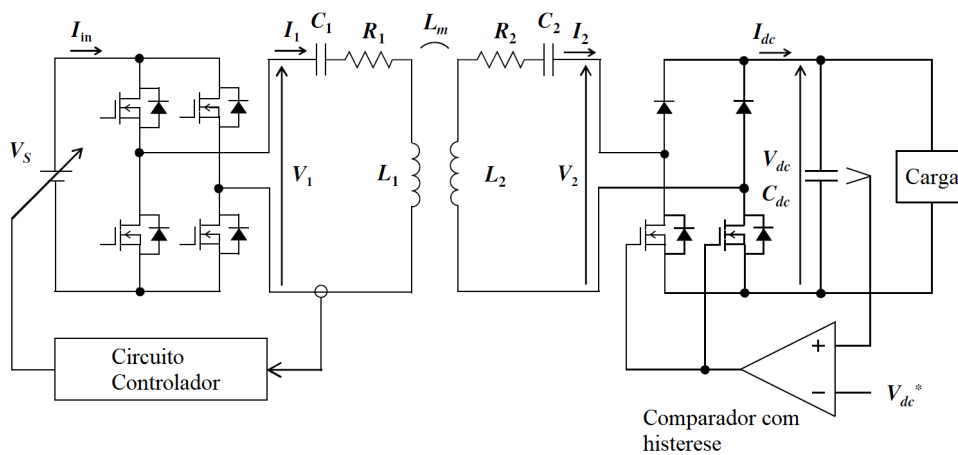 I_in
I_1
C_1
R_1
L_m
R_2
C_2
I_2
I_dc
V_S
V_1
L_1
L_2
V_2
V_dc
C_dc
Carga
Circuito
Controlador
+
−
V_dc*
Comparador com
histerese